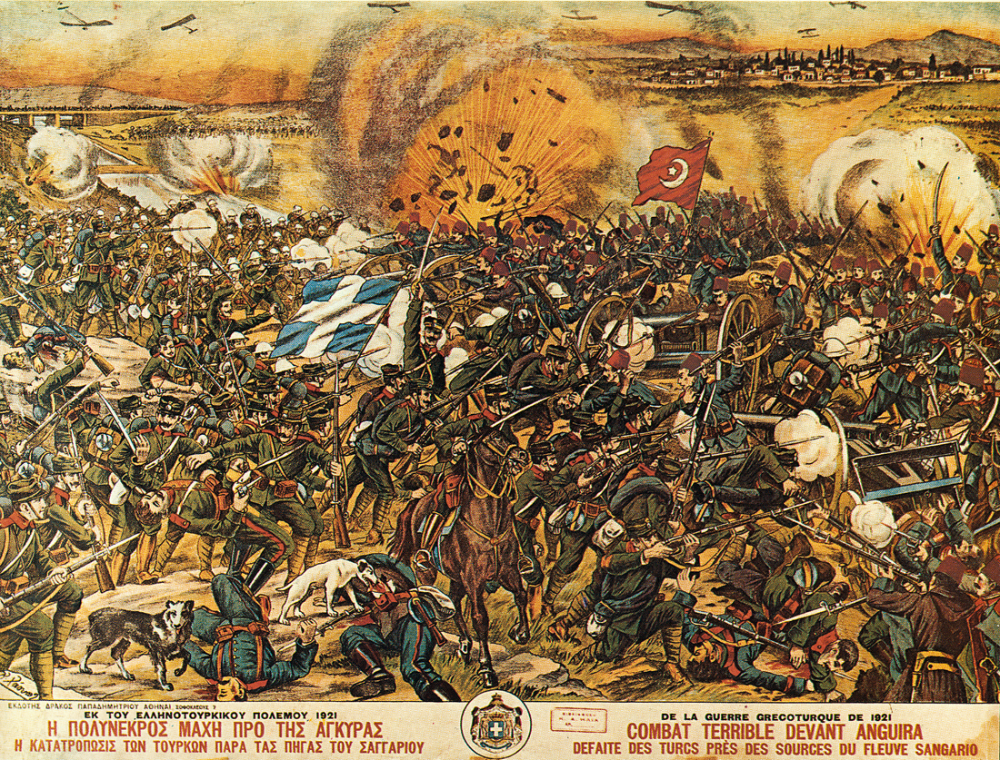 ΕΚΔΟΤΗΣ ΔΡΑΚΟΣ ΠΑΠΑΔΗΜΗΤΡΙΟΥ ΑΘΗΝΑΙ, ΣΟΦΟΚΛΕΟΥΣ 7
ΕΚ ΤΟΥ ΕΛΛΗΝΟΤΟΥΡΚΙΚΟΥ ΠΟΛΕΜΟΥ 1921
Η ΠΟΛΥΝΕΚΡΟΣ ΜΑΧΗ ΠΡΟ ΤΗΣ ΑΓΚΥΡΑΣ
Η ΚΑΤΑΤΡΟΠΩΣΙΣ ΤΩΝ ΤΟΥΡΚΩΝ ΠΑΡΑ ΤΑΣ ΠΗΓΑΣ ΤΟΥ ΣΑΓΓΑΡΙΟΥ
DE LA GUERRE GRECOTURQUE DE 1921
COMBAT TERRIBLE DEVANT ANGUIRA
DEFAITE DES TURCS PRÈS DES SOURCES DU FLEUVE SANGARIO